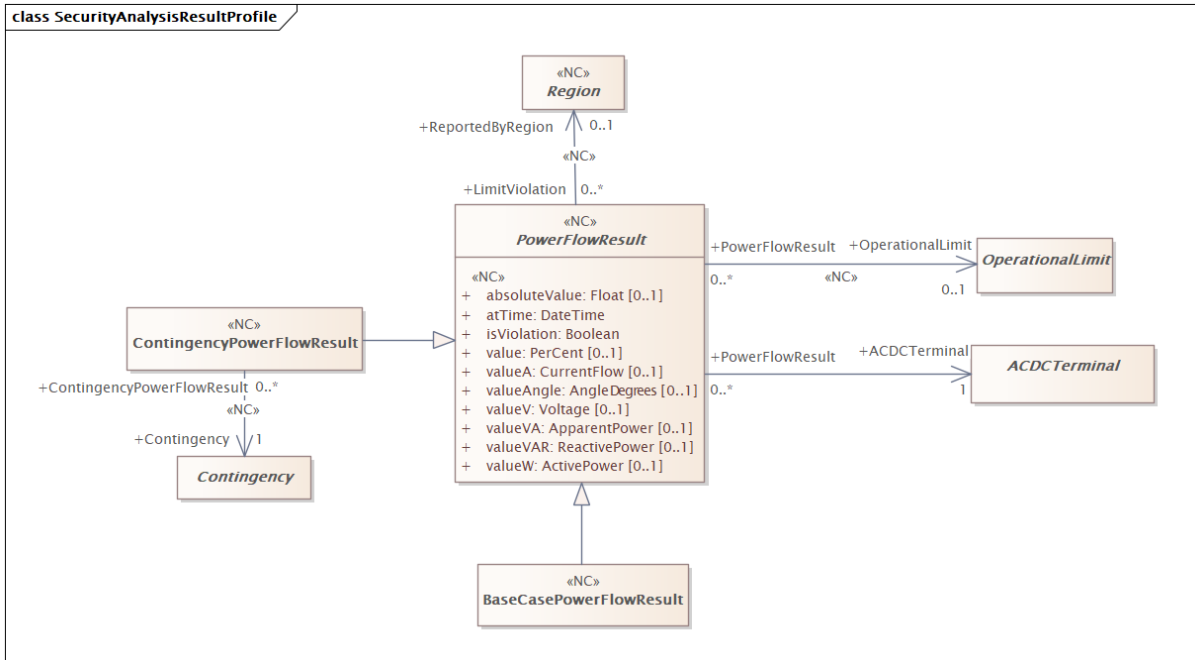 class SecurityAnalysisResultProfile
«NC»
Region
+ReportedByRegion
0..1
«NC»
+LimitViolation
0..*
«NC»
PowerFlowResult
«NC»
+ absoluteValue: Float [0..1]
+ atTime: DateTime
+ isViolation: Boolean
+ value: PerCent [0..1]
+ valueA: CurrentFlow [0..1]
+ valueAngle: AngleDegrees [0..1]
+ valueV: Voltage [0..1]
+ valueVA: ApparentPower [0..1]
+ valueVAR: ReactivePower [0..1]
+ valueW: ActivePower [0..1]
+PowerFlowResult
+OperationalLimit
0..*
«NC»
0..1
OperationalLimit
+PowerFlowResult
+ACDCTerminal
0..*
1
ACDCTerminal
«NC»
ContingencyPowerFlowResult
+ContingencyPowerFlowResult
0..*
«NC»
+Contingency
1
Contingency
«NC»
BaseCasePowerFlowResult